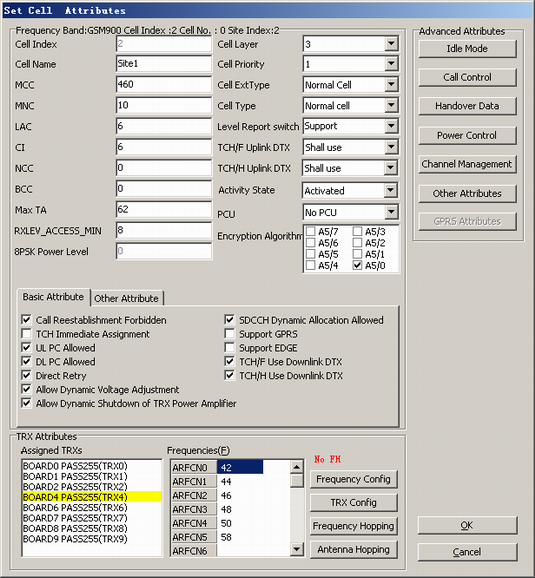 Set Cell Attributes
Frequency Band:GSM900 Cell Index :2 Cell No. : 0 Site Index:2
Cell Index 2
Cell Name Site1
MCC 460
MNC 10
LAC 6
CI 6
NCC 0
BCC 0
Max TA 62
RXLEV_ACCESS_MIN 8
8PSK Power Level 0
Cell Layer 3
Cell Priority 1
Cell ExtType Normal Cell
Cell Type Normal cell
Level Report switch Support
TCH/F Uplink DTX Shall use
TCH/H Uplink DTX Shall use
Activity State Activated
PCU No PCU
Encryption Algorithm
A5/7 A5/3
A5/6 A5/2
A5/5 A5/1
A5/4 A5/0
Advanced Attributes
Idle Mode
Call Control
Handover Data
Power Control
Channel Management
Other Attributes
GPRS Attributes
Basic Attribute Other Attribute
Call Reestablishment Forbidden
TCH Immediate Assignment
UL PC Allowed
DL PC Allowed
Direct Retry
Allow Dynamic Voltage Adjustment
Allow Dynamic Shutdown of TRX Power Amplifier
SDCCH Dynamic Allocation Allowed
Support GPRS
Support EDGE
TCH/F Use Downlink DTX
TCH/H Use Downlink DTX
TRX Attributes
Assigned TRXs
BOARD0 PASS255(TRX0)
BOARD1 PASS255(TRX1)
BOARD2 PASS255(TRX2)
BOARD4 PASS255(TRX4)
BOARD6 PASS255(TRX6)
BOARD7 PASS255(TRX7)
BOARD8 PASS255(TRX8)
BOARD9 PASS255(TRX9)
Frequencies(F)
ARFCN0 42
ARFCN1 44
ARFCN2 46
ARFCN3 48
ARFCN4 50
ARFCN5 58
ARFCN6
No FH
Frequency Config
TRX Config
Frequency Hopping
Antenna Hopping
OK
Cancel